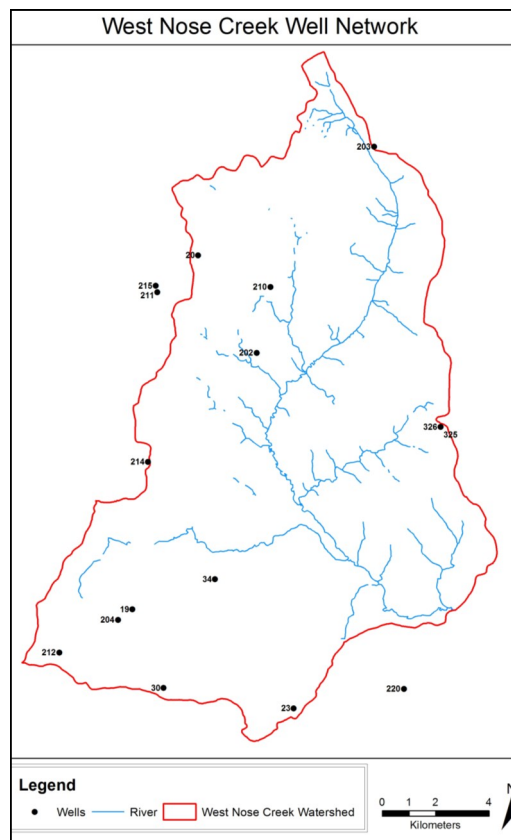 West Nose Creek Well Network
203
20
215
211
210
202
326
325
214
34
19
204
212
30
23
220
Legend
Wells River West Nose Creek Watershed
N
0 1 2 4
Kilometers